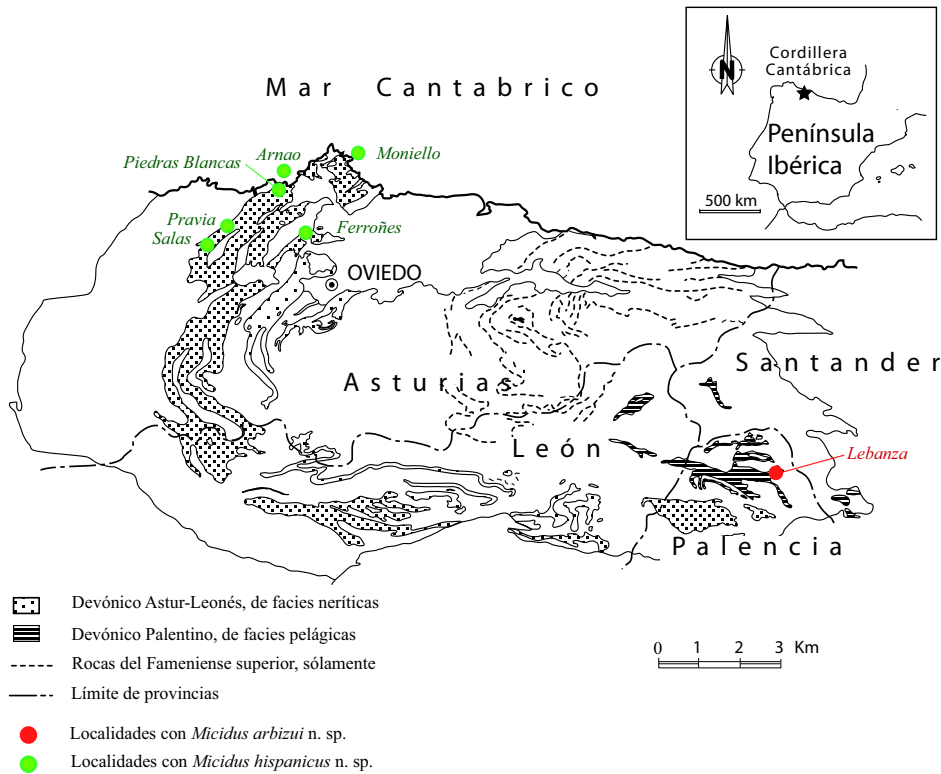 Mar Cantabrico
N
Cordillera
Cantábrica
Península
Ibérica
500 km
Piedras Blancas
Arnao
Moniello
Pravia
Salas
Ferroñes
OVIEDO
Asturias
Santander
León
Lebanza
Palencia
Devónico Astur-Leonés, de facies neríticas
Devónico Palentino, de facies pelágicas
Rocas del Fameniense superior, sólamente
Límite de provincias
0 1 2 3 Km
Localidades con Micidus arbizui n. sp.
Localidades con Micidus hispanicus n. sp.